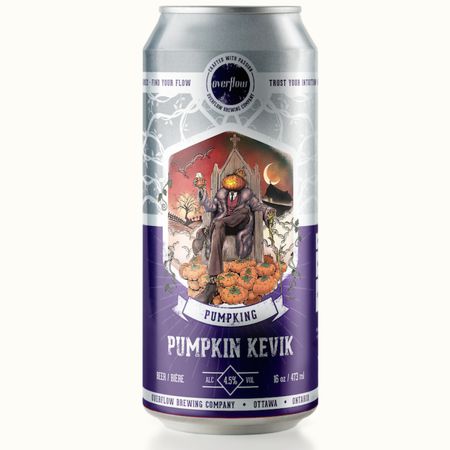 CRAFTED WITH PASSION
FIND YOUR FLOW
overflow
TRUST YOUR INTUITION
OVERFLOW BREWING COMPANY
PUMPKING
PUMPKIN KEVIK
BEER / BIÈRE
ALC 4.5% VOL
16 oz / 473 ml
OVERFLOW BREWING COMPANY • OTTAWA • ONTARIO